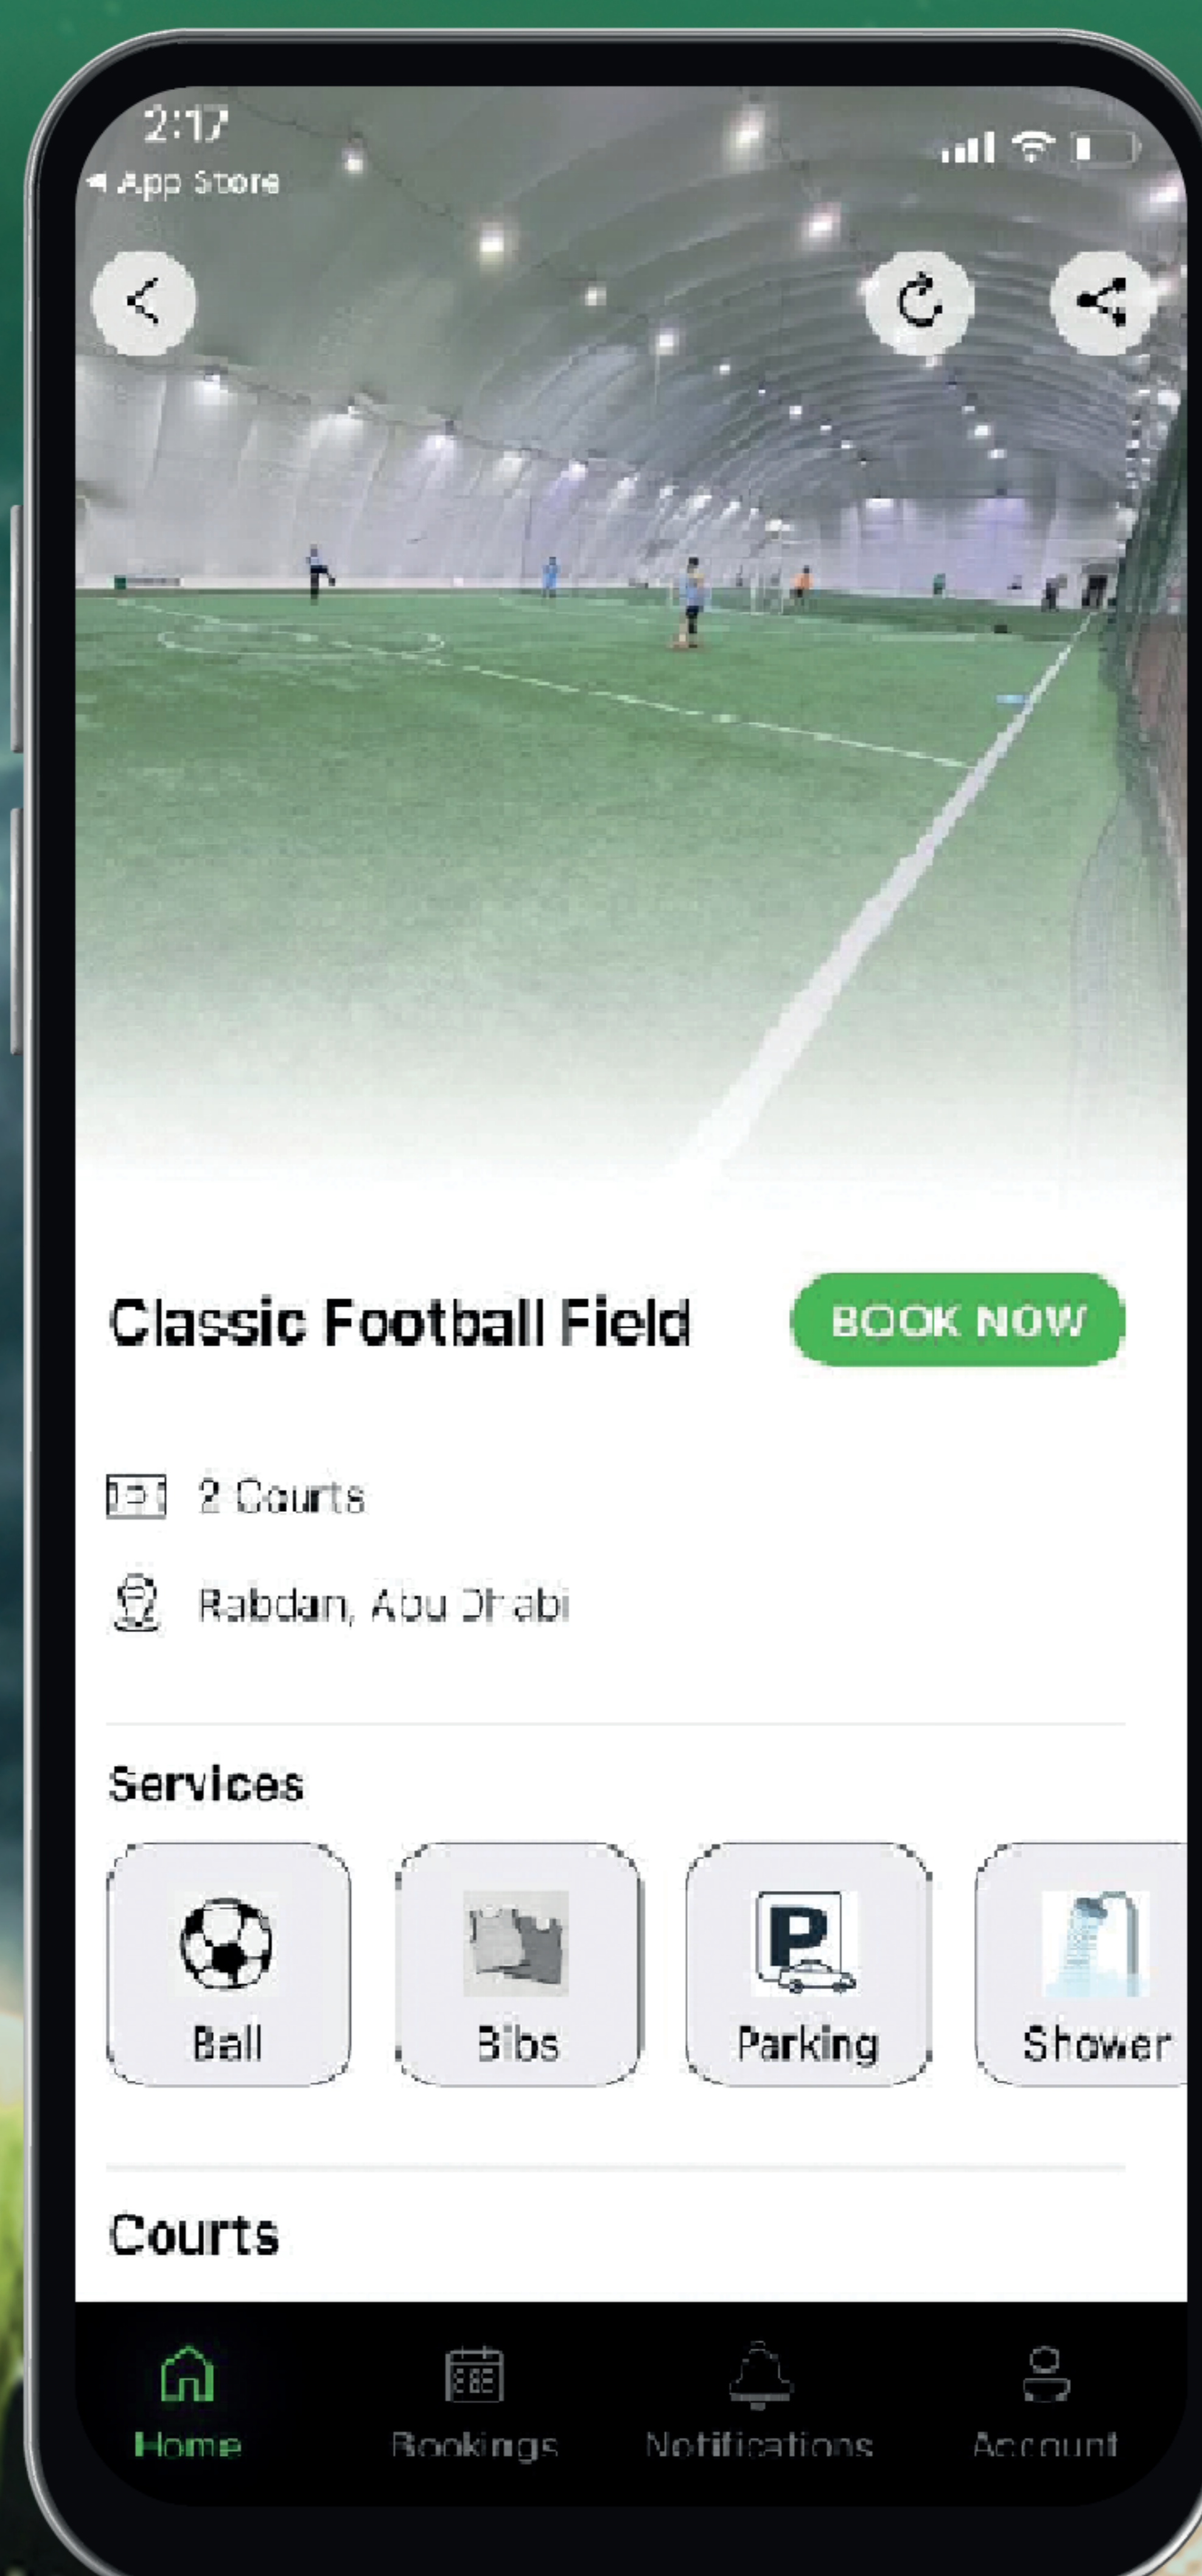 2:17
App Store
Classic Football Field
BOOK NOW
2 Courts
Rabdan, Abu Dhabi
Services
Ball
Bibs
P
Parking
Shower
Courts
Home
Bookings
Notifications
Account